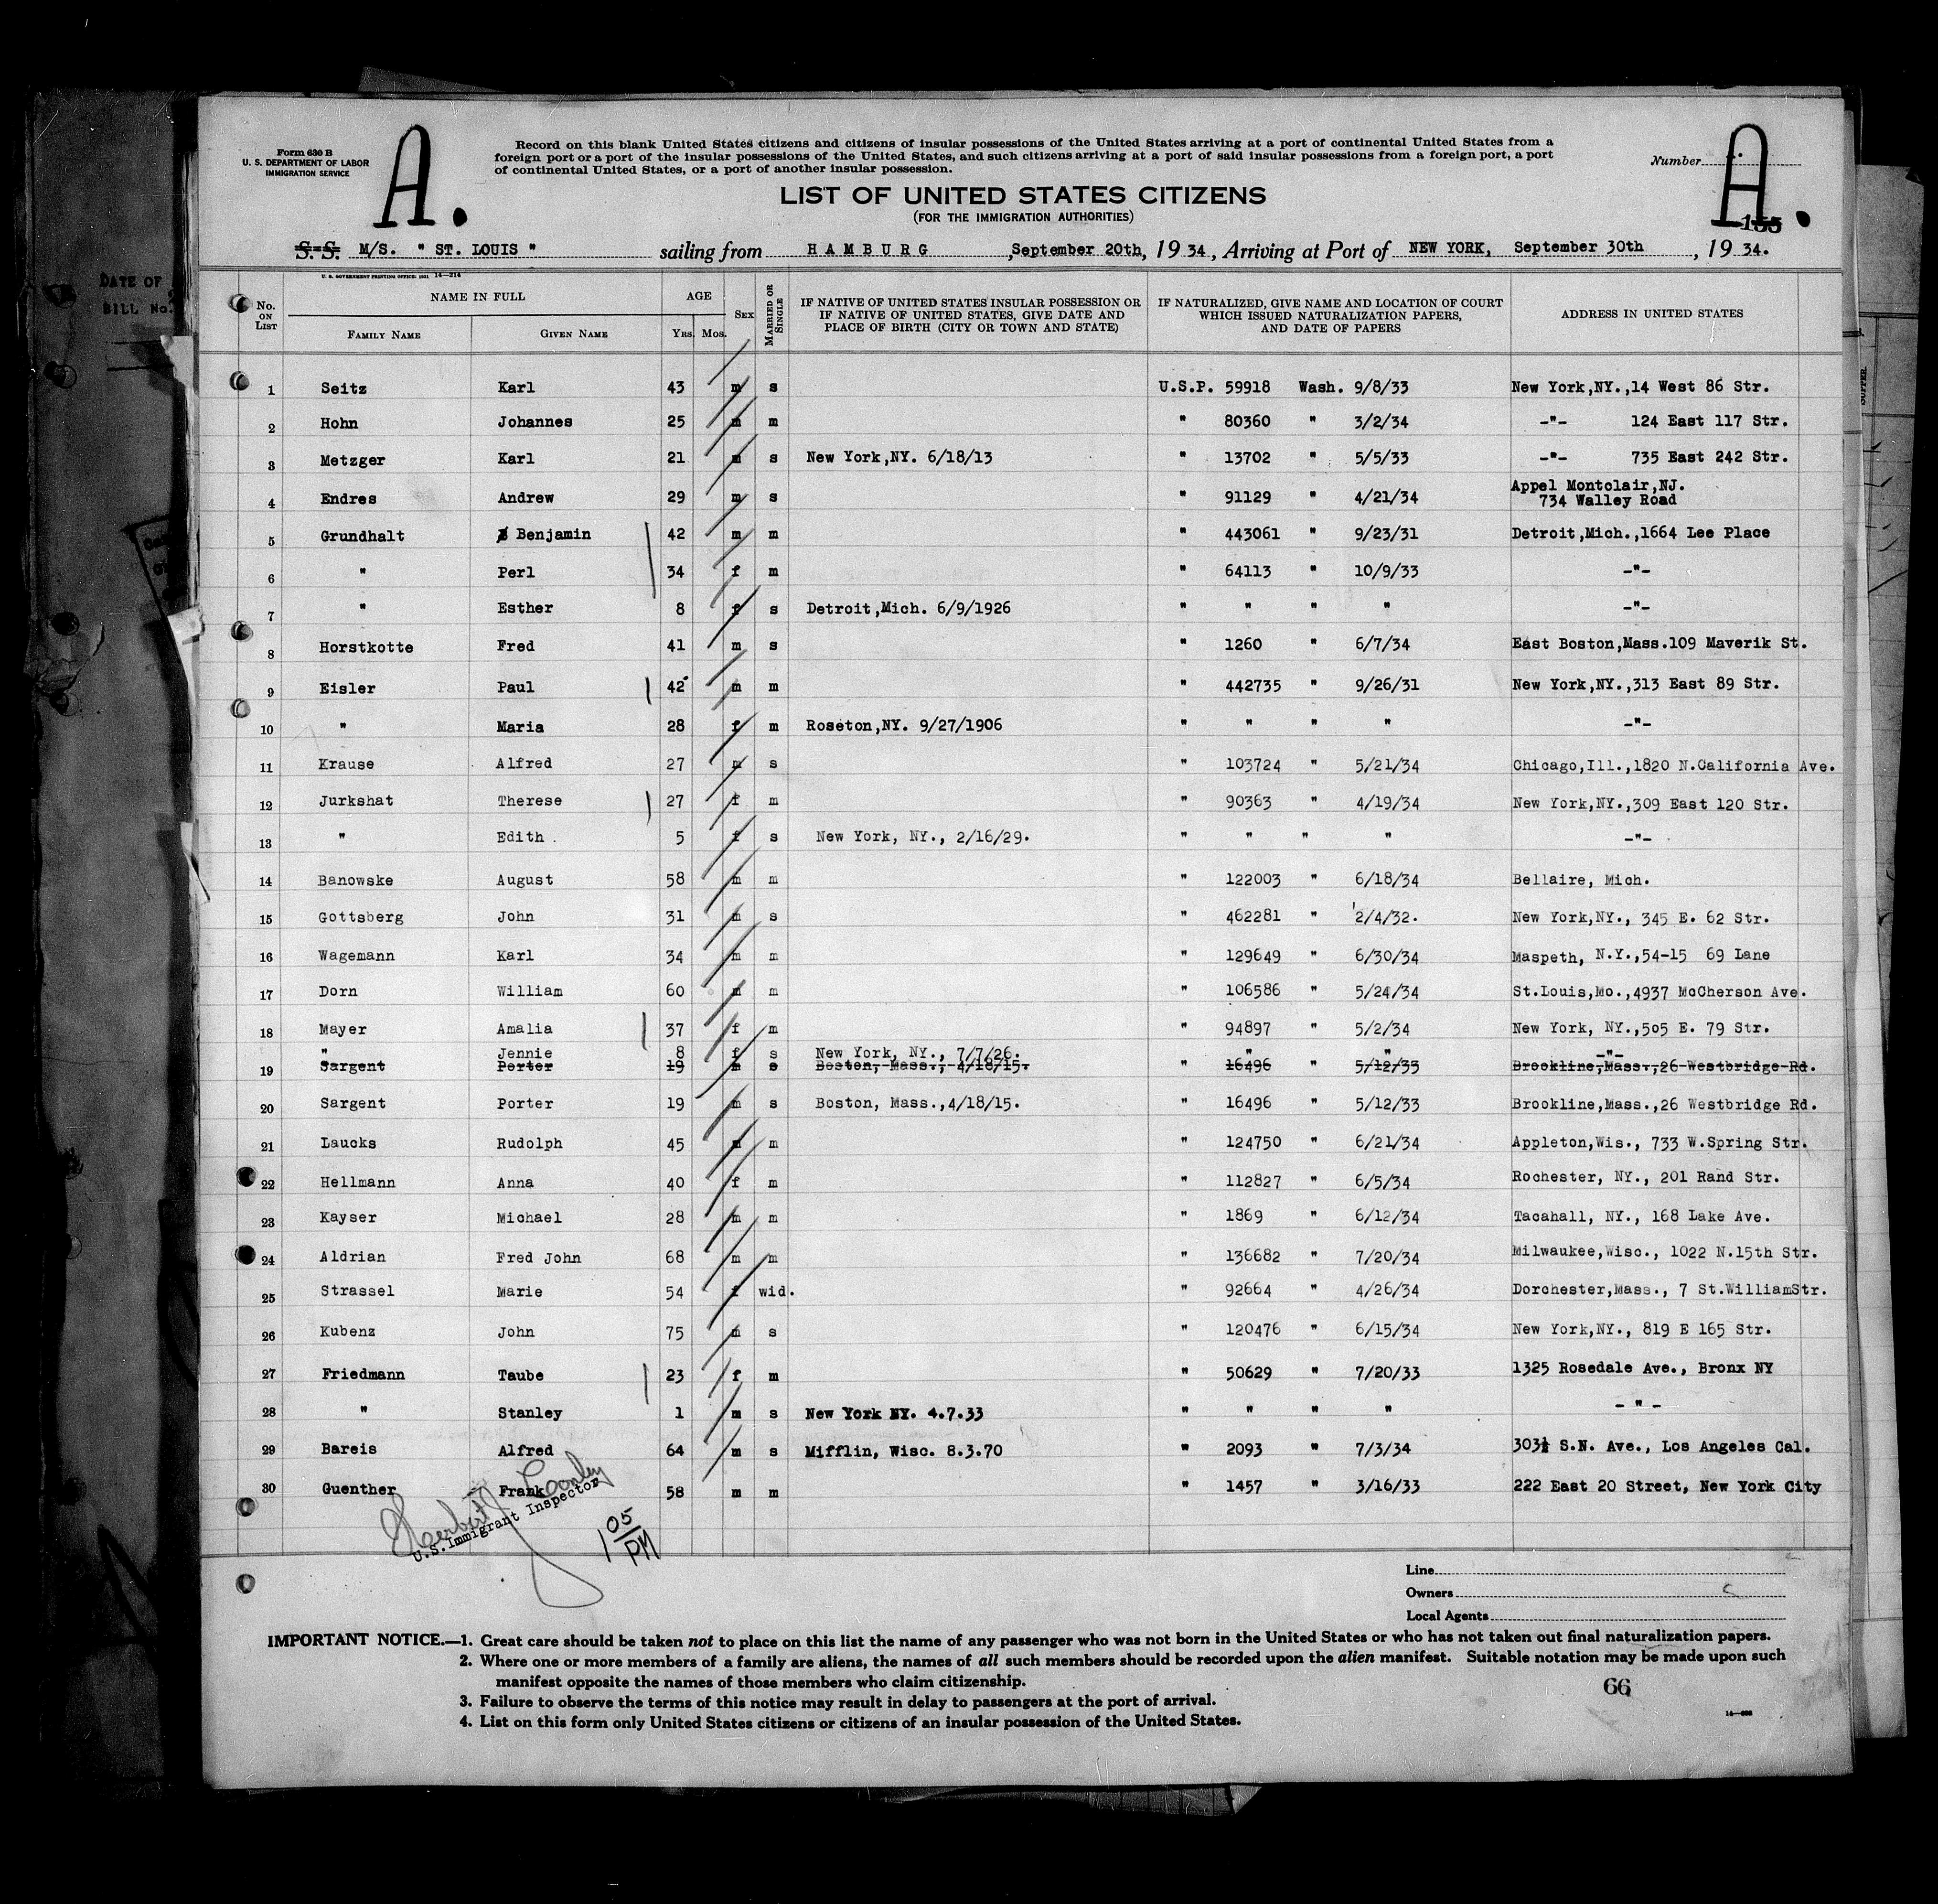 Form 630 B
U. S. DEPARTMENT OF LABOR
IMMIGRATION SERVICE
A.
Record on this blank United States citizens and citizens of insular possessions of the United States arriving at a port of continental United States from a
foreign port or a port of the insular possessions of the United States, and such citizens arriving at a port of said insular possessions from a foreign port, a port
of continental United States, or a port of another insular possession.
Number
A.
155
LIST OF UNITED STATES CITIZENS
(FOR THE IMMIGRATION AUTHORITIES)
S. S. M/S. " ST. LOUIS " sailing from HAMBURG , September 20th, 19 34, Arriving at Port of NEW YORK, September 30th , 19 34.
U. S. GOVERNMENT PRINTING OFFICE: 1931 14—214
No. ON LIST NAME IN FULL FAMILY NAME GIVEN NAME AGE Yrs. Mos. SEX MARRIED OR SINGLE IF NATIVE OF UNITED STATES INSULAR POSSESSION OR IF NATIVE OF UNITED STATES, GIVE DATE AND PLACE OF BIRTH (CITY OR TOWN AND STATE) IF NATURALIZED, GIVE NAME AND LOCATION OF COURT WHICH ISSUED NATURALIZATION PAPERS, AND DATE OF PAPERS ADDRESS IN UNITED STATES
1 Seitz Karl 43 m s U.S.P. 59918 Wash. 9/8/33 New York,NY.,14 West 86 Str.
2 Hohn Johannes 25 m m " 80360 " 3/2/34 -"- 124 East 117 Str.
3 Metzger Karl 21 m s New York,NY. 6/18/13 " 13702 " 5/5/33 -"- 735 East 242 Str.
4 Endres Andrew 29 m s " 91129 " 4/21/34 Appel Montclair,NJ.
734 Walley Road
5 Grundhalt Benjamin 42 m m " 443061 " 9/23/31 Detroit,Mich.,1664 Lee Place
6 " Perl 34 f m " 64113 " 10/9/33 -"-
7 " Esther 8 f s Detroit,Mich. 6/9/1926 " " " " -"-
8 Horstkotte Fred 41 m s " 1260 " 6/7/34 East Boston,Mass.109 Maverik St.
9 Eisler Paul 42 m m " 442735 " 9/26/31 New York,NY.,313 East 89 Str.
10 " Maria 28 f m Roseton,NY. 9/27/1906 " " " " -"-
11 Krause Alfred 27 m s " 103724 " 5/21/34 Chicago,Ill.,1820 N.California Ave.
12 Jurkshat Therese 27 f m " 90363 " 4/19/34 New York,NY.,309 East 120 Str.
13 " Edith 5 f s New York, NY., 2/16/29. " " " " -"-
14 Banowske August 58 m m " 122003 " 6/18/34 Bellaire, Mich.
15 Gottsberg John 31 m s " 462281 " 2/4/32. New York,NY., 345 E. 62 Str.
16 Wagemann Karl 34 m m " 129649 " 6/30/34 Maspeth, N.Y.,54-15 69 Lane
17 Dorn William 60 m m " 106586 " 5/24/34 St.Louis,Mo.,4937 McCherson Ave.
18 Mayer Amalia 37 f m " 94897 " 5/2/34 New York, NY.,505 E. 79 Str.
" Jennie 8 f s New York, NY., 7/7/26. " " -"-
19 Sargent Porter 19 m s Boston, Mass., 4/18/15. " 16496 " 5/12/33 Brookline,Mass.,26 Westbridge Rd.
20 Sargent Porter 19 m s Boston, Mass.,4/18/15. " 16496 " 5/12/33 Brookline,Mass.,26 Westbridge Rd.
21 Laucks Rudolph 45 m m " 124750 " 6/21/34 Appleton,Wis., 733 W.Spring Str.
22 Hellmann Anna 40 f m " 112827 " 6/5/34 Rochester, NY., 201 Rand Str.
23 Kayser Michael 28 m m " 1869 " 6/12/34 Tacahall, NY., 168 Lake Ave.
24 Aldrian Fred John 68 m m " 136682 " 7/20/34 Milwaukee,Wisc., 1022 N.15th Str.
25 Strassel Marie 54 f wid. " 92664 " 4/26/34 Dorchester,Mass., 7 St.WilliamStr.
26 Kubenz John 75 m s " 120476 " 6/15/34 New York,NY., 819 E 165 Str.
27 Friedmann Taube 23 f m " 50629 " 7/20/33 1325 Rosedale Ave., Bronx NY
28 " Stanley 1 m s New York NY. 4.7.33 " " " " - " -
29 Bareis Alfred 64 m s Mifflin, Wisc. 8.3.70 " 2093 " 7/3/34 303½ S.N. Ave., Los Angeles Cal.
30 Guenther Frank 58 m m " 1457 " 3/16/33 222 East 20 Street, New York City
U.S. Immigrant Inspector
1 05 PM
Line
Owners
Local Agents
IMPORTANT NOTICE.—1. Great care should be taken not to place on this list the name of any passenger who was not born in the United States or who has not taken out final naturalization papers.
2. Where one or more members of a family are aliens, the names of all such members should be recorded upon the alien manifest. Suitable notation may be made upon such
manifest opposite the names of those members who claim citizenship.
3. Failure to observe the terms of this notice may result in delay to passengers at the port of arrival.
4. List on this form only United States citizens or citizens of an insular possession of the United States.
66
DATE OF
BILL No.